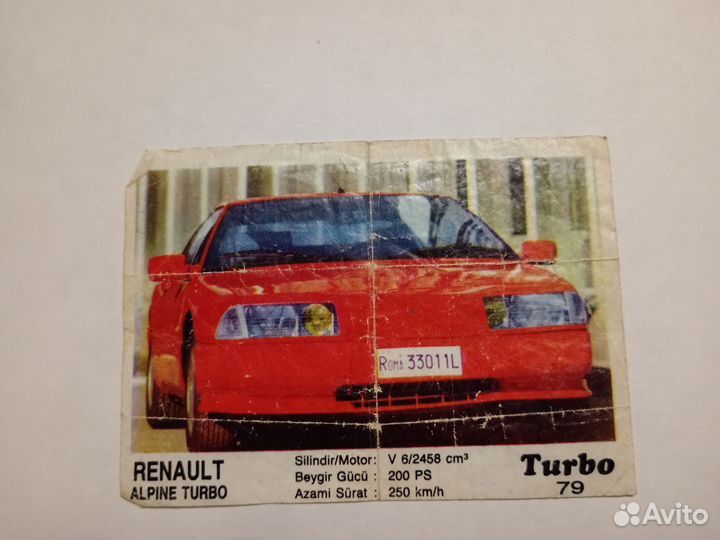 ROMA 33011L
RENAULT
ALPINE TURBO
Silindir/Motor: V 6/2458 cm³
Beygir Gücü : 200 PS
Azami Sürat : 250 km/h
Turbo
79
Avito